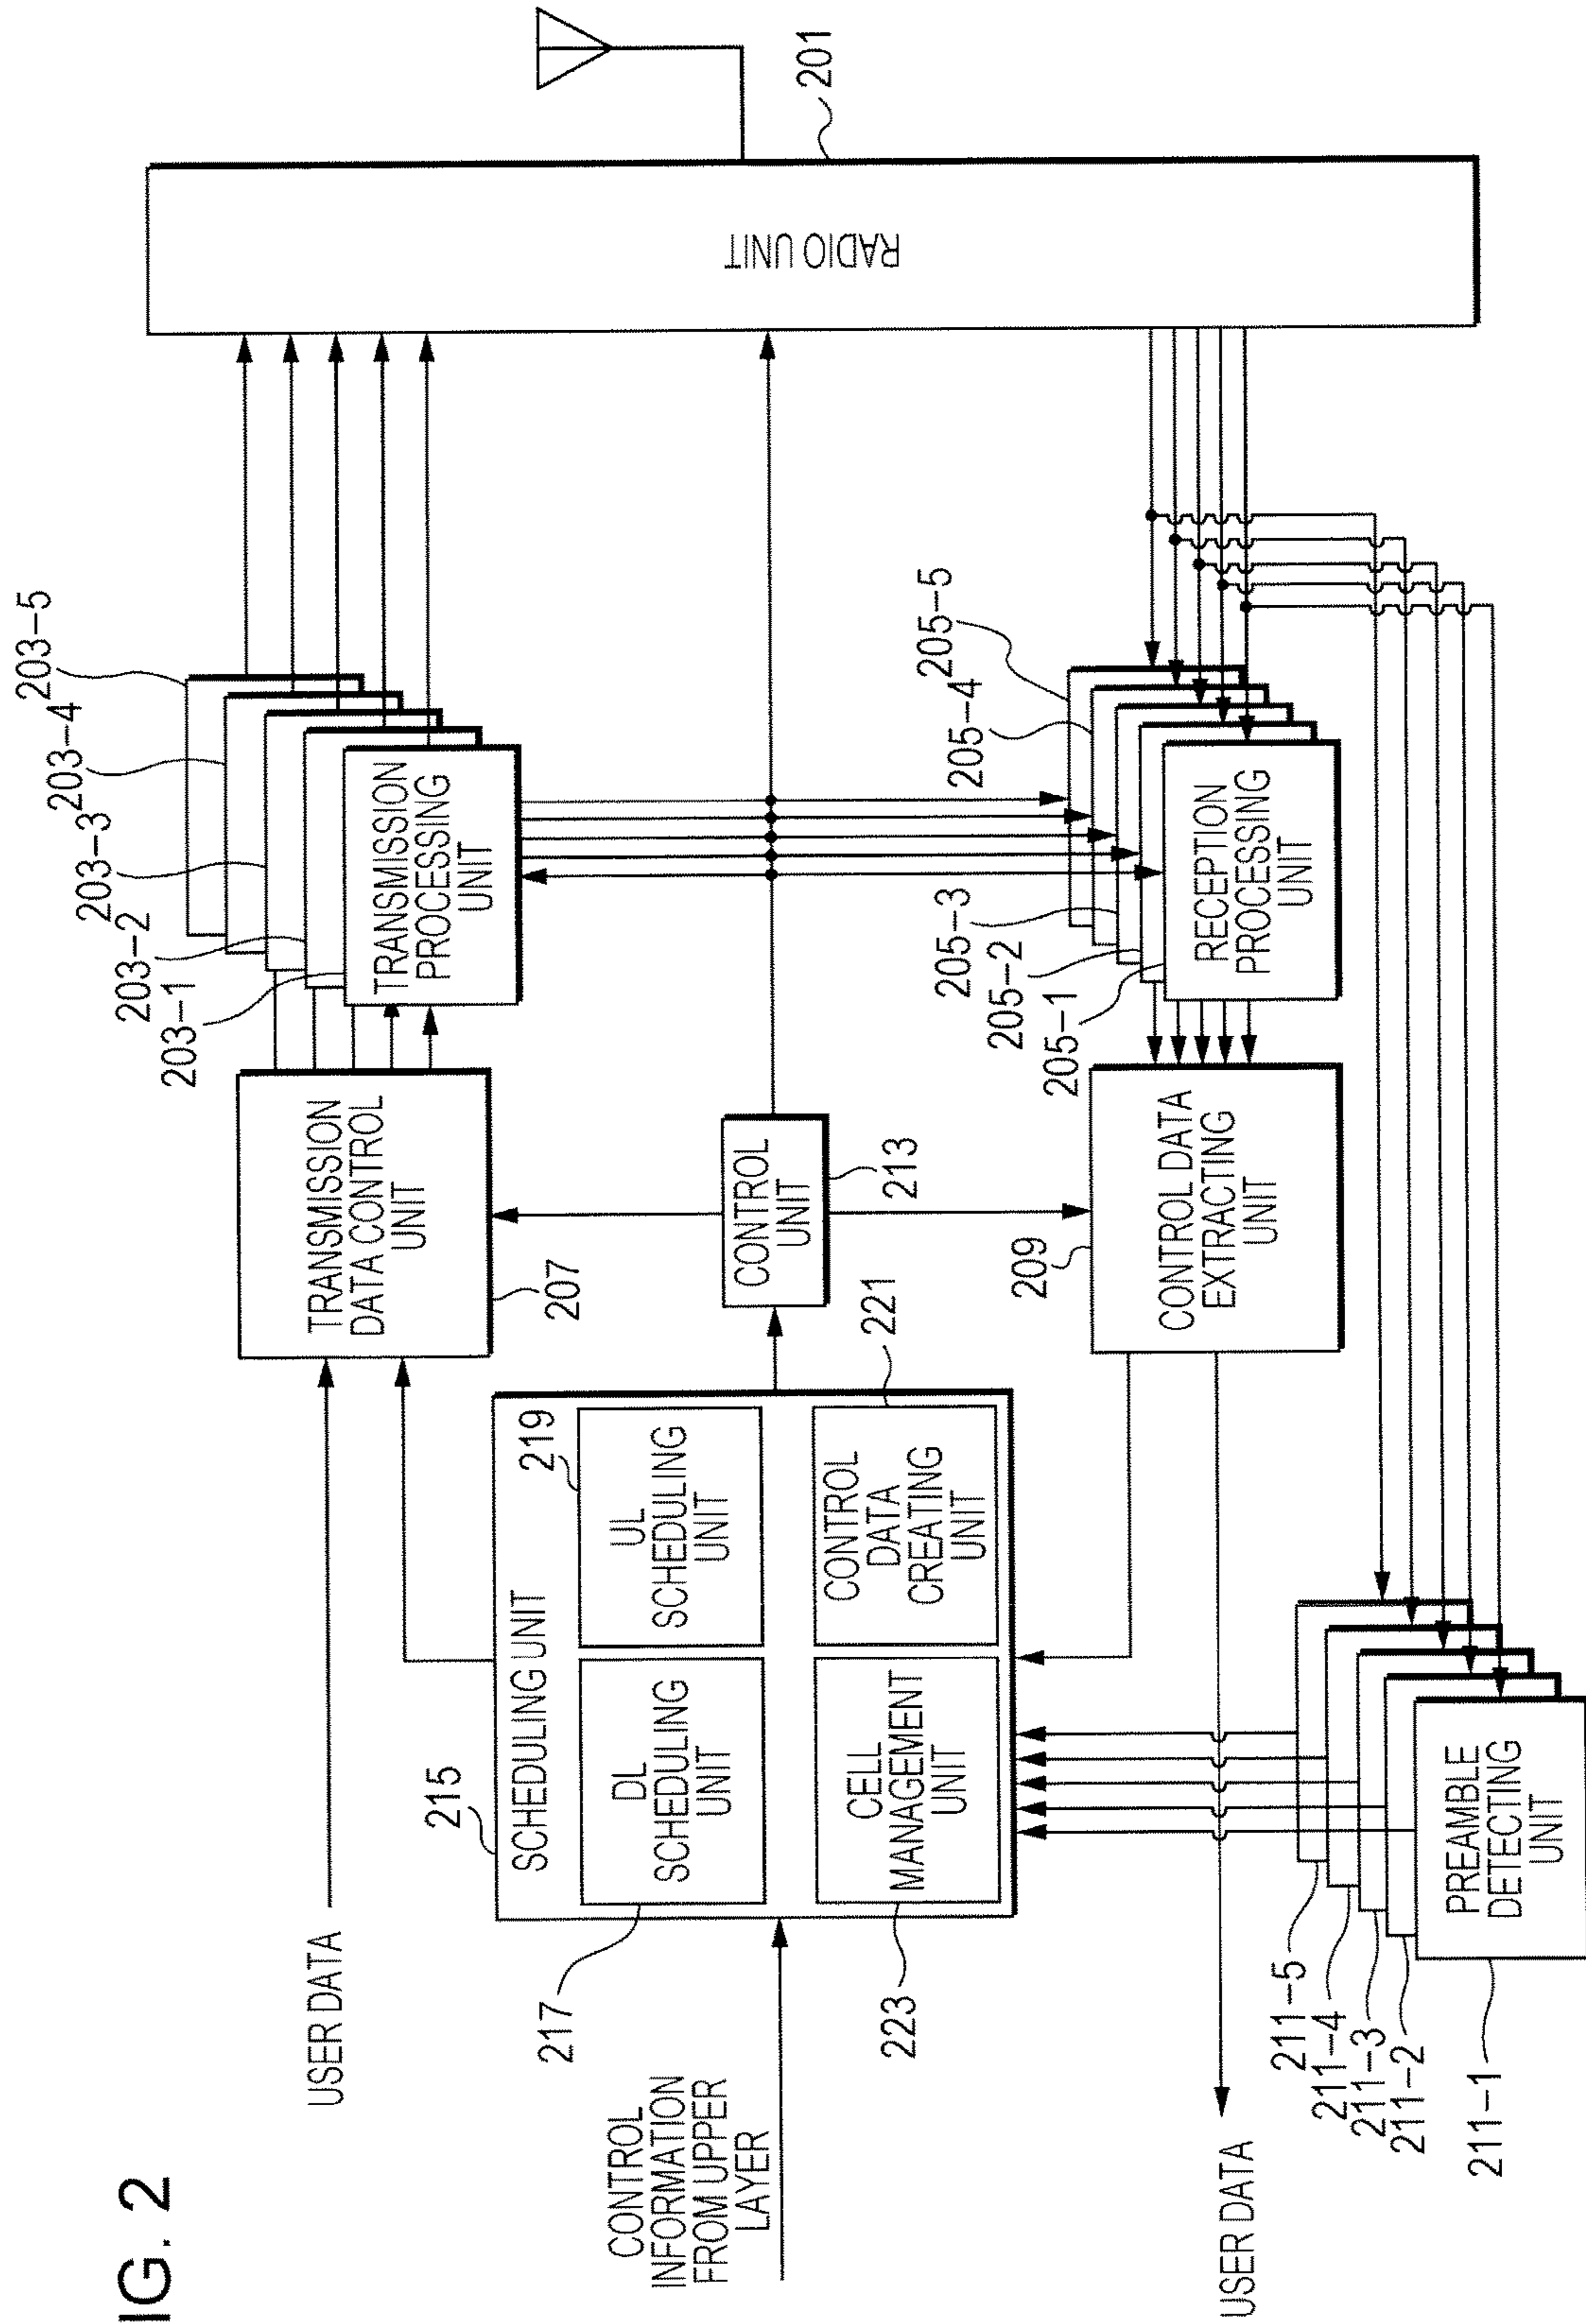 IG. 2
USER DATA
CONTROL
INFORMATION
FROM UPPER
LAYER
USER DATA
215
SCHEDULING UNIT
217
DL
SCHEDULING
UNIT
219
UL
SCHEDULING
UNIT
223
CELL
MANAGEMENT
UNIT
221
CONTROL
DATA
CREATING
UNIT
211-5
211-4
211-3
211-2
211-1
PREAMBLE
DETECTING
UNIT
TRANSMISSION
DATA CONTROL
UNIT
207
CONTROL
UNIT
213
209
CONTROL DATA
EXTRACTING
UNIT
203-5
203-4
203-3
203-2
203-1
TRANSMISSION
PROCESSING
UNIT
205-5
205-4
205-3
205-2
205-1
RECEPTION
PROCESSING
UNIT
RADIO UNIT
201